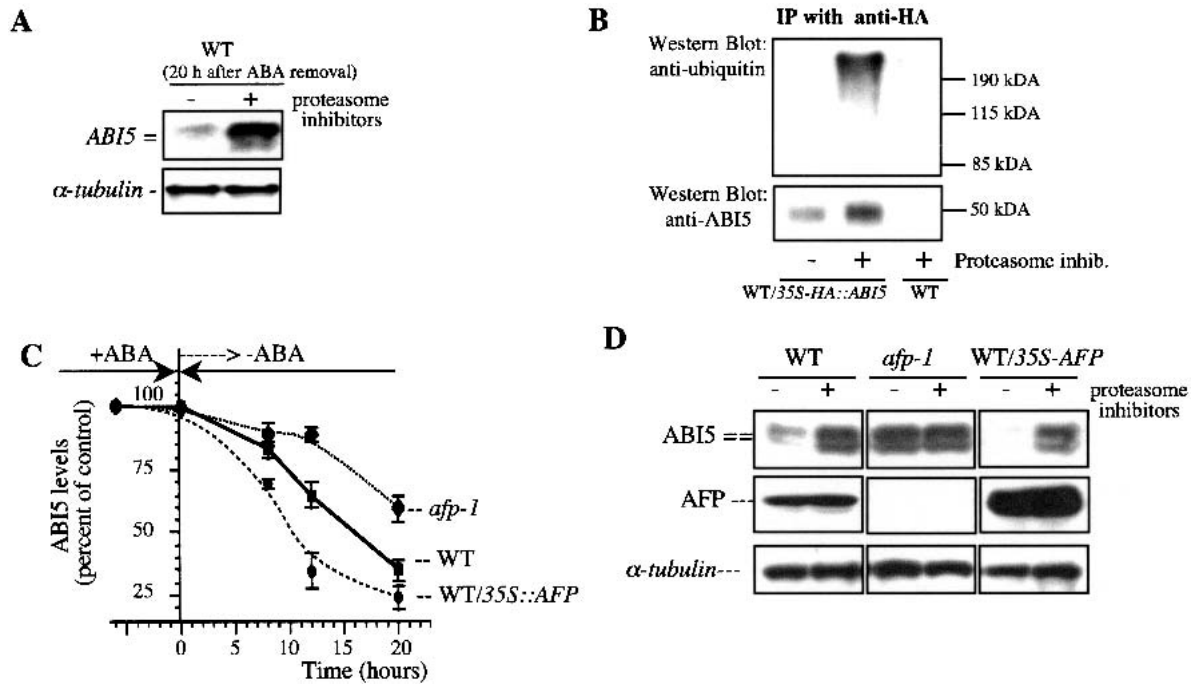 A
WT
(20 h after ABA removal)
- + proteasome
inhibitors
ABI5 =
α-tubulin -
B
IP with anti-HA
Western Blot:
anti-ubiquitin
190 kDA
115 kDA
85 kDA
Western Blot:
anti-ABI5
50 kDA
- + + Proteasome inhib.
WT/35S-HA::ABI5 WT
C
+ABA -----> -ABA
100
75
50
25
ABI5 levels
(percent of control)
afp-1
WT
WT/35S::AFP
0 5 10 15 20
Time (hours)
D
WT afp-1 WT/35S-AFP
- + - + - + proteasome
inhibitors
ABI5 ==
AFP ---
α-tubulin---